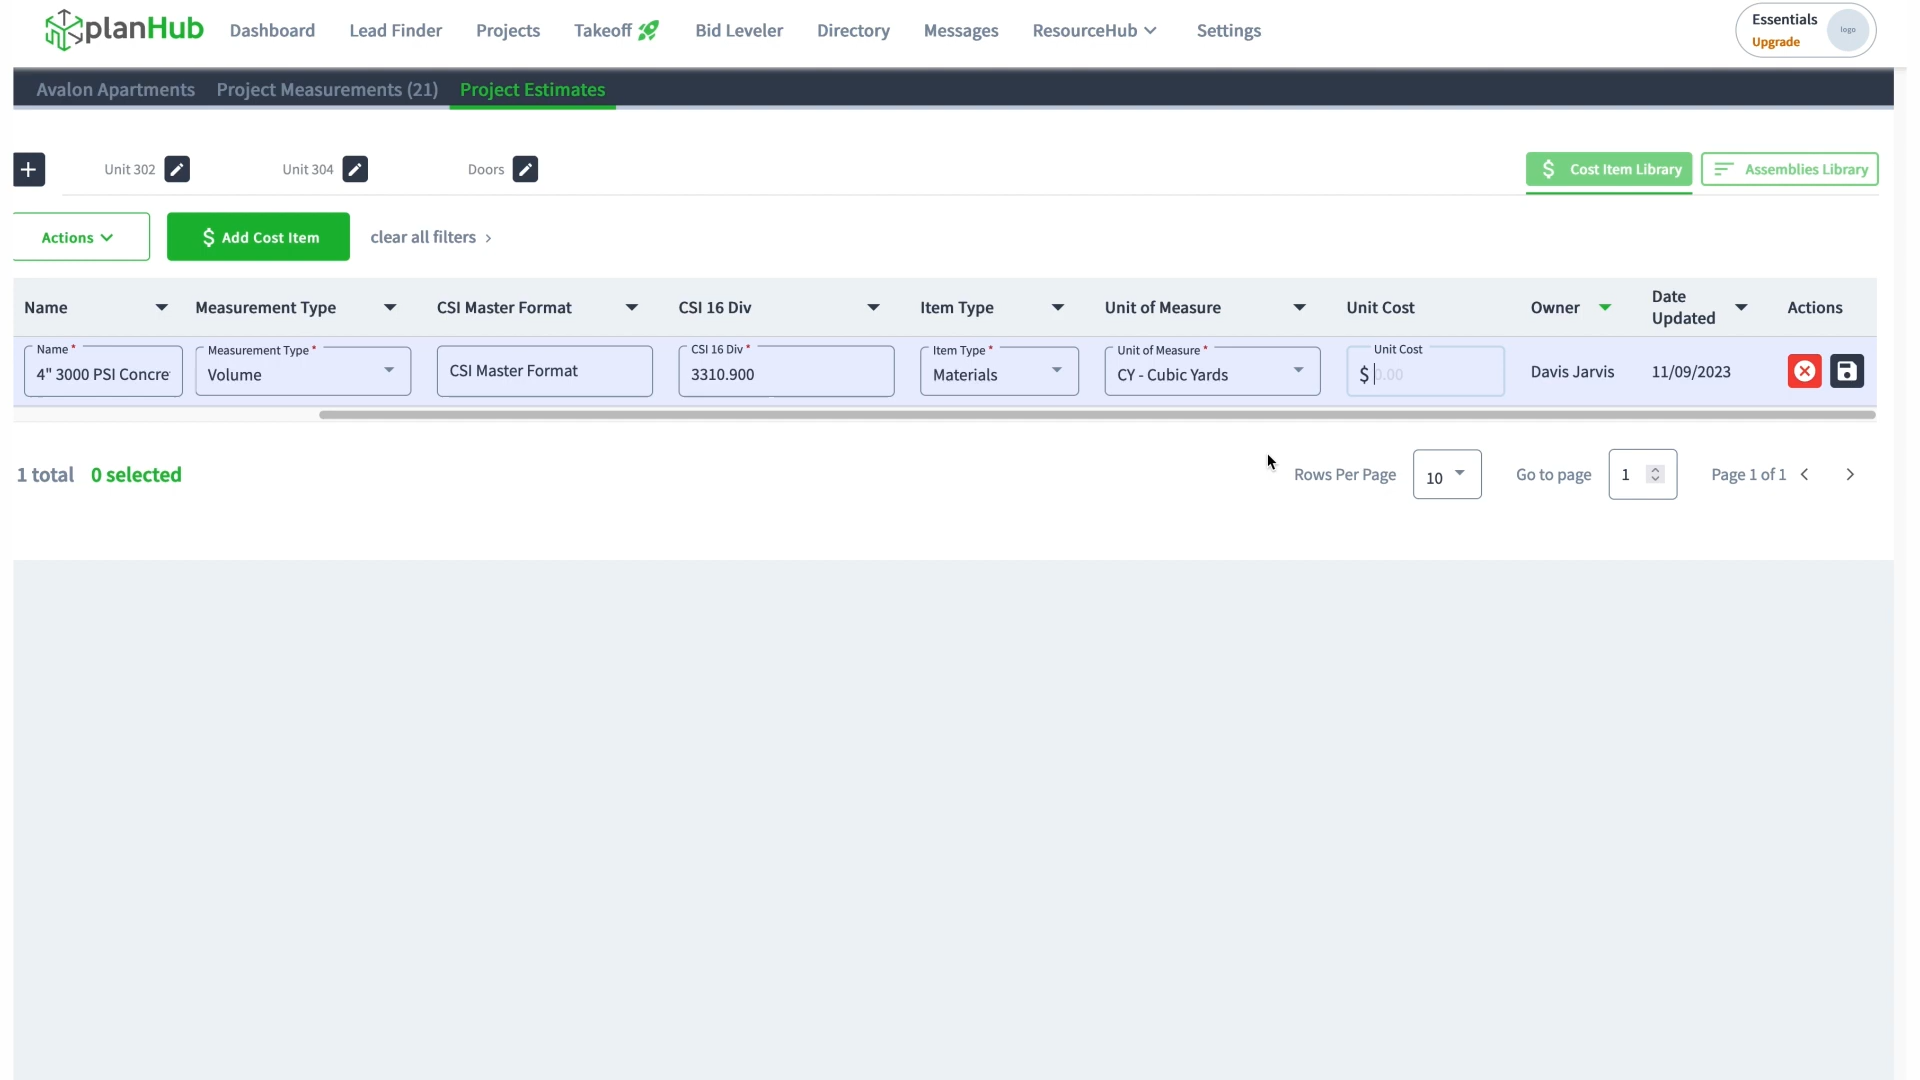 planHub Dashboard Lead Finder Projects Takeoff Bid Leveler Directory Messages ResourceHub Settings Essentials Upgrade logo
Avalon Apartments Project Measurements (21) Project Estimates
+ Unit 302 Unit 304 Doors $ Cost Item Library Assemblies Library
Actions $ Add Cost Item clear all filters >
Name Measurement Type CSI Master Format CSI 16 Div Item Type Unit of Measure Unit Cost Owner Date Updated Actions
Name * Measurement Type * CSI 16 Div * Item Type * Unit of Measure * Unit Cost
4" 3000 PSI Concre Volume CSI Master Format 3310.900 Materials CY - Cubic Yards $ 0.00 Davis Jarvis 11/09/2023
1 total 0 selected Rows Per Page 10 Go to page 1 Page 1 of 1 < >